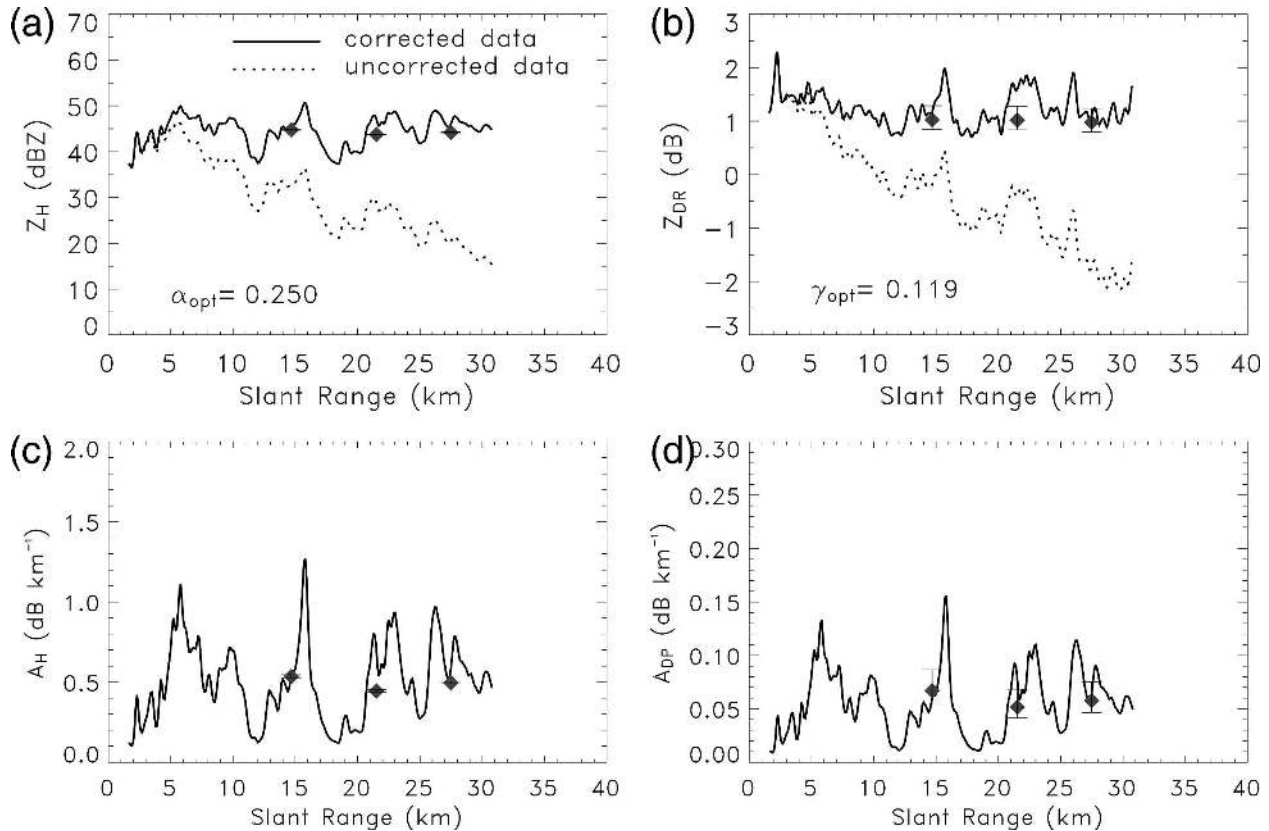 (a)
70
60
50
40
30
20
10
0
Z_H (dBZ)
corrected data
uncorrected data
α_opt= 0.250
0 5 10 15 20 25 30 35 40
Slant Range (km)
(b)
3
2
1
0
−1
−2
−3
Z_DR (dB)
γ_opt= 0.119
0 5 10 15 20 25 30 35 40
Slant Range (km)
(c)
2.0
1.5
1.0
0.5
0.0
A_H (dB km⁻¹)
0 5 10 15 20 25 30 35 40
Slant Range (km)
(d)
0.30
0.25
0.20
0.15
0.10
0.05
0.00
A_DP (dB km⁻¹)
0 5 10 15 20 25 30 35 40
Slant Range (km)